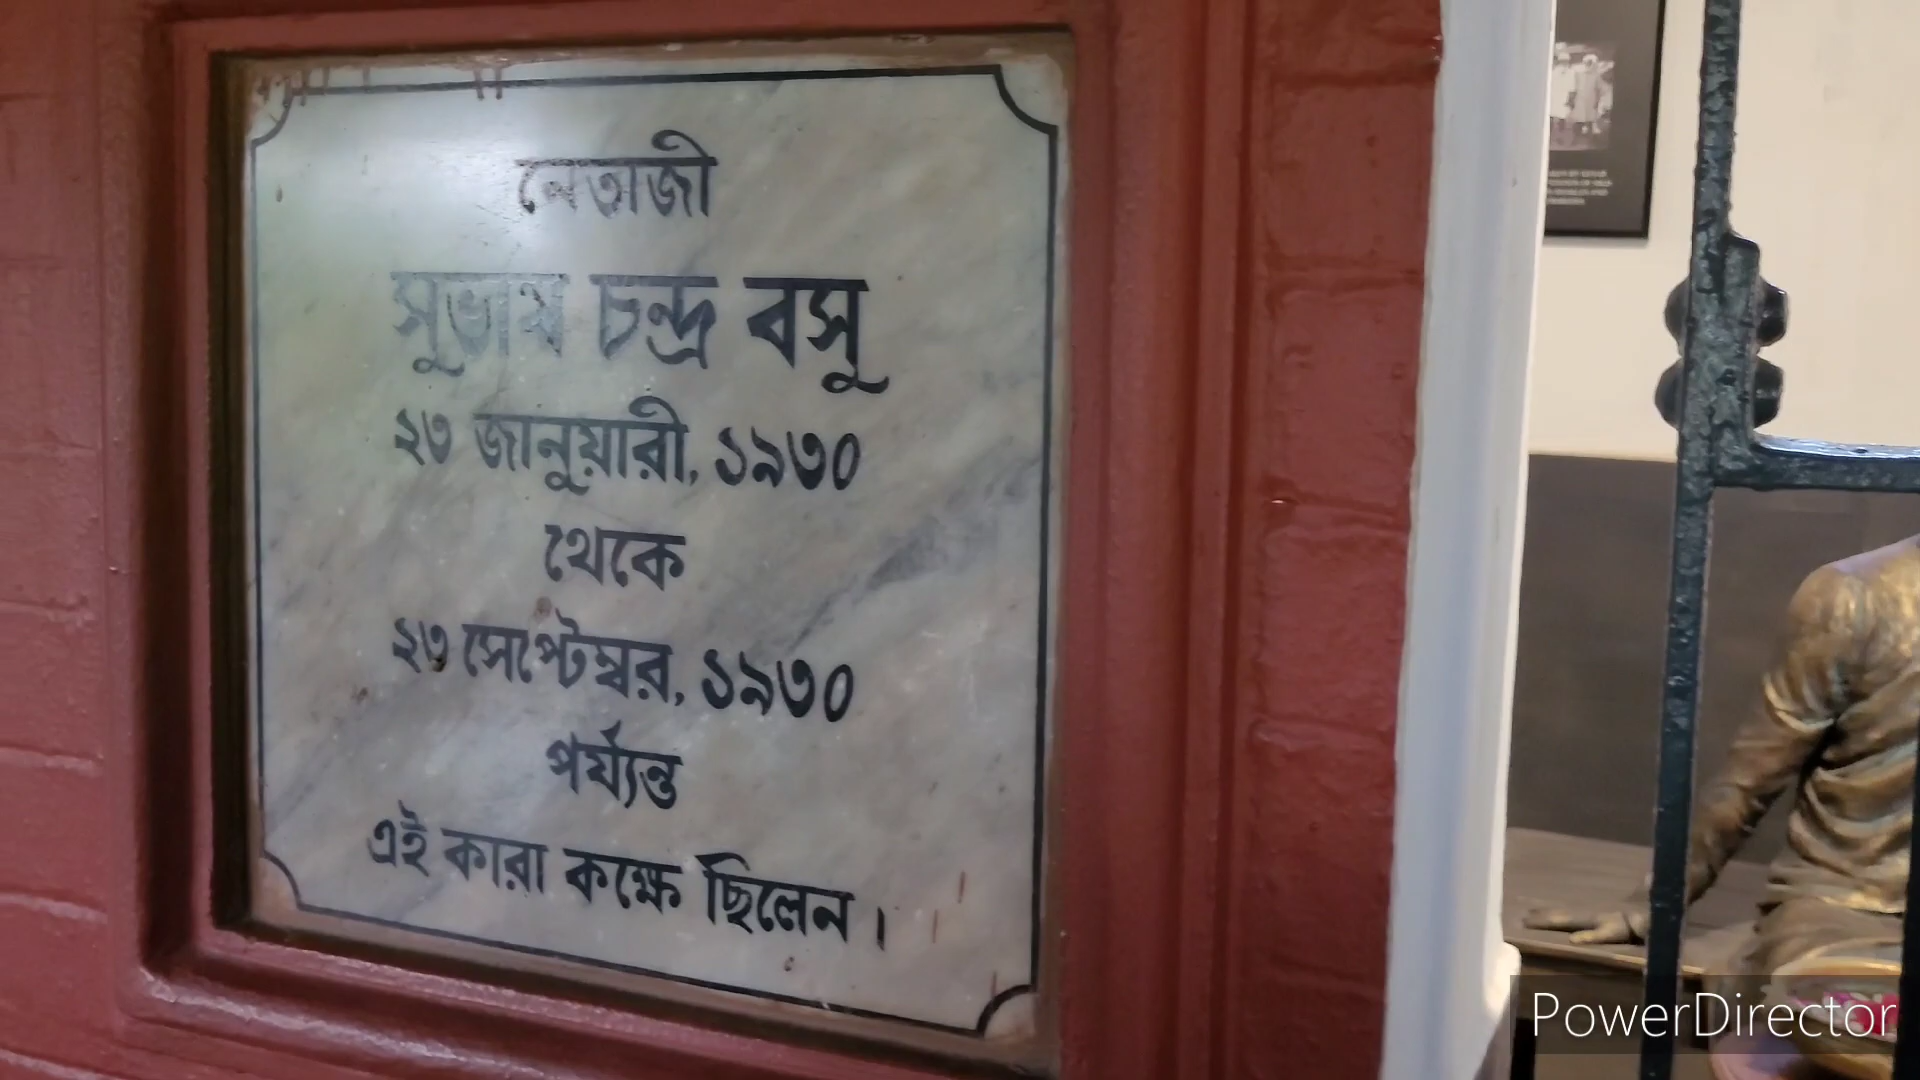 নেতাজী
সুভাষ চন্দ্র বসু
২৩ জানুয়ারী, ১৯৩০
থেকে
২৩ সেপ্টেম্বর, ১৯৩০
পর্য্যন্ত
এই কারা কক্ষে ছিলেন।
PowerDirector